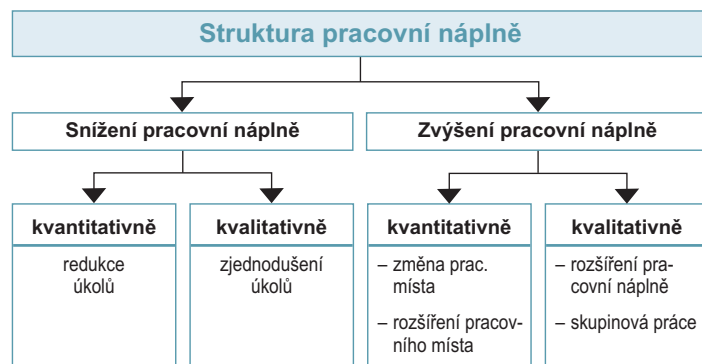 Struktura pracovní náplně
Snížení pracovní náplně
Zvýšení pracovní náplně
kvantitativně
redukce
úkolů
kvalitativně
zjednodušení
úkolů
kvantitativně
– změna prac.
místa
– rozšíření pracov-
ního místa
kvalitativně
– rozšíření pra-
covní náplně
– skupinová práce